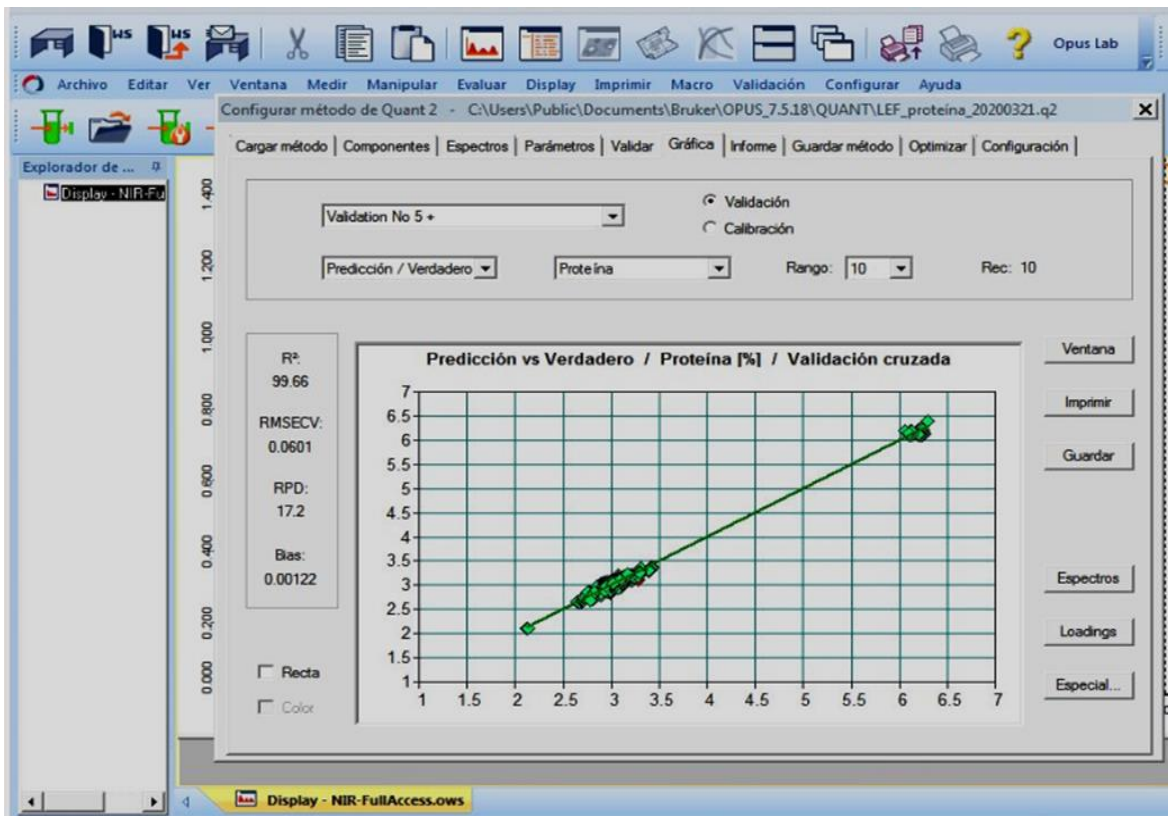 WS
WS
Opus Lab
Archivo Editar Ver Ventana Medir Manipular Evaluar Display Imprimir Macro Validación Configurar Ayuda
Configurar método de Quant 2 - C:\Users\Public\Documents\Bruker\OPUS_7.5.18\QUANT\LEF_proteína_20200321.q2
Cargar método Componentes Espectros Parámetros Validar Gráfica Informe Guardar método Optimizar Configuración
Explorador de ...
Display - NIR-Fu
1.400
1.200
1.000
0.800
0.600
0.400
0.200
0.000
Validation No 5 +
Validación
Calibración
Predicción / Verdadero
Proteína
Rango: 10
Rec: 10
R²:
99.66
RMSECV:
0.0601
RPD:
17.2
Bias:
0.00122
Recta
Color
Predicción vs Verdadero / Proteína [%] / Validación cruzada
7
6.5
6
5.5
5
4.5
4
3.5
3
2.5
2
1.5
1
1 1.5 2 2.5 3 3.5 4 4.5 5 5.5 6 6.5 7
Ventana
Imprimir
Guardar
Espectros
Loadings
Especial...
Display - NIR-FullAccess.ows